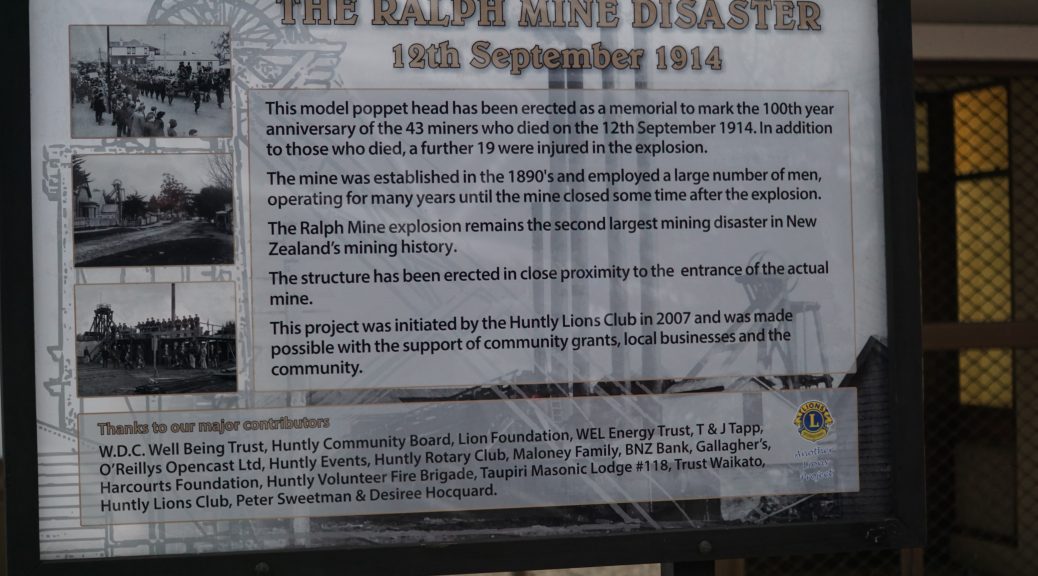 THE RALPH MINE DISASTER
12th September 1914
This model poppet head has been erected as a memorial to mark the 100th year
anniversary of the 43 miners who died on the 12th September 1914. In addition
to those who died, a further 19 were injured in the explosion.
The mine was established in the 1890's and employed a large number of men,
operating for many years until the mine closed some time after the explosion.
The Ralph Mine explosion remains the second largest mining disaster in New
Zealand's mining history.
The structure has been erected in close proximity to the entrance of the actual
mine.
This project was initiated by the Huntly Lions Club in 2007 and was made
possible with the support of community grants, local businesses and the
community.
Thanks to our major contributors
W.D.C. Well Being Trust, Huntly Community Board, Lion Foundation, WEL Energy Trust, T & J Tapp,
O'Reillys Opencast Ltd, Huntly Events, Huntly Rotary Club, Maloney Family, BNZ Bank, Gallagher's,
Harcourts Foundation, Huntly Volunteer Fire Brigade, Taupiri Masonic Lodge #118, Trust Waikato,
Huntly Lions Club, Peter Sweetman & Desiree Hocquard.
LIONS
L
Another
Lions
Project